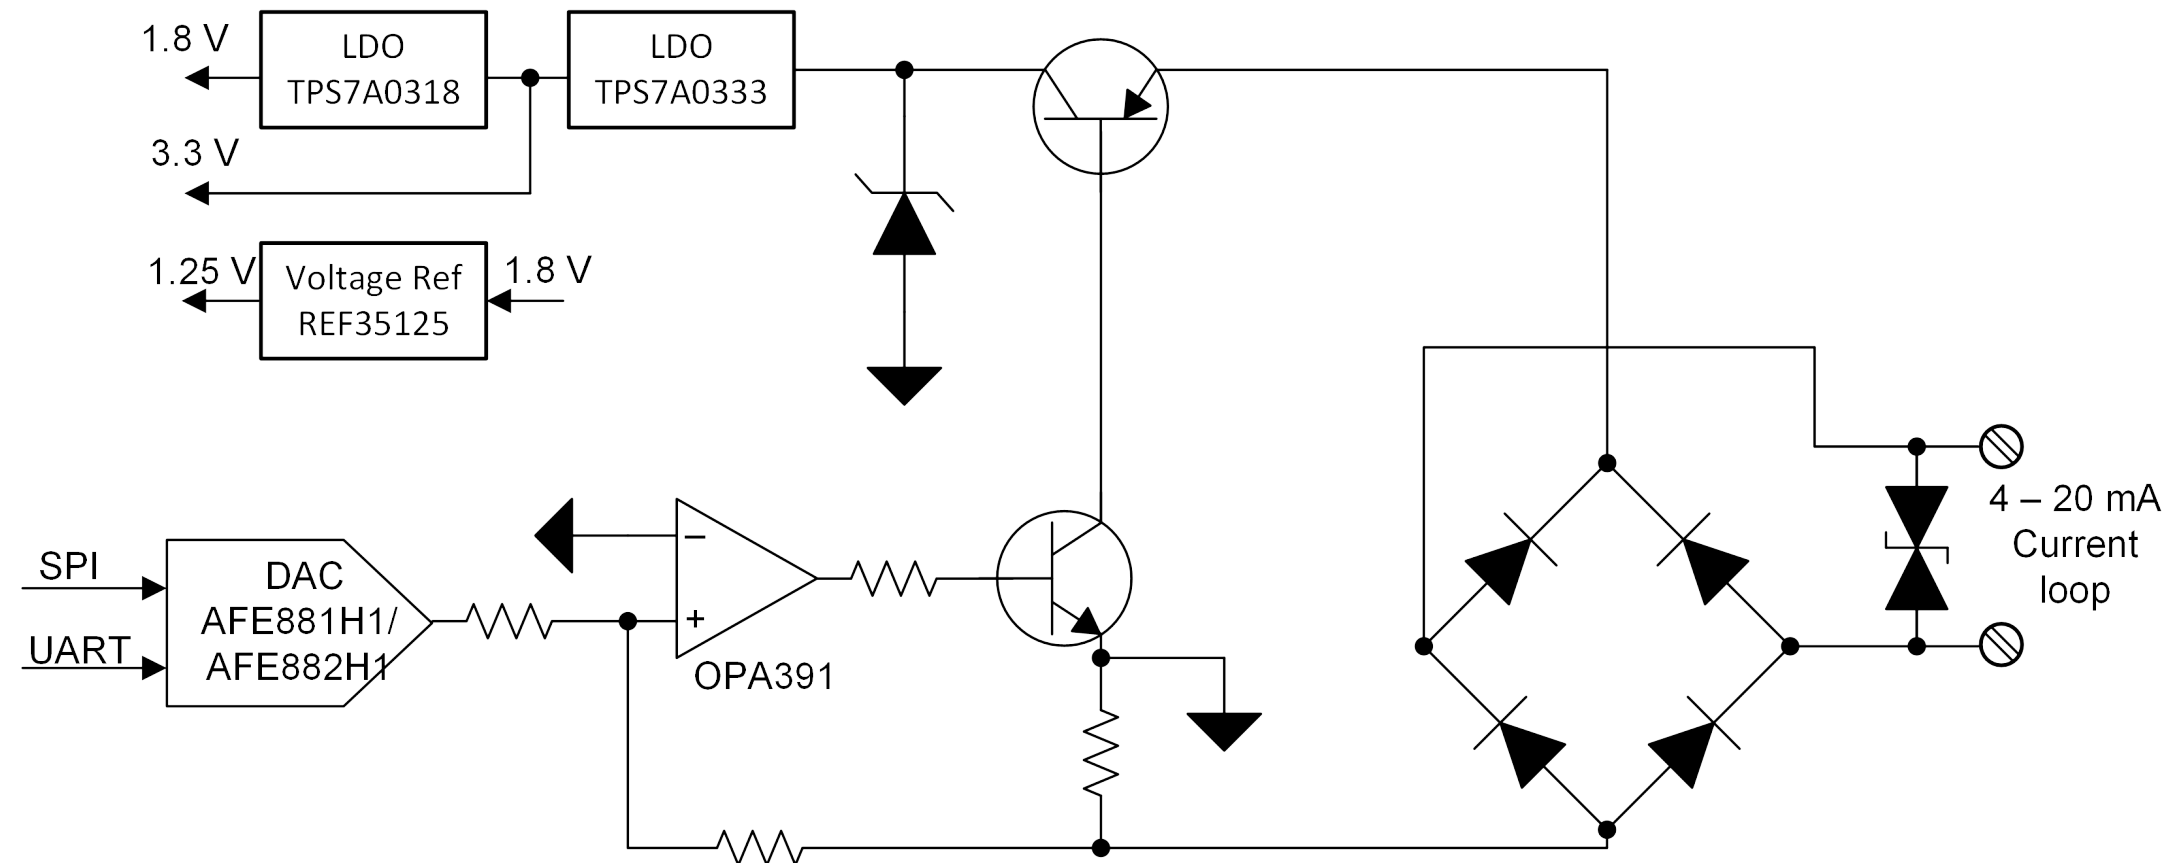 1.8 V
LDO
TPS7A0318
LDO
TPS7A0333
3.3 V
1.25 V
Voltage Ref
REF35125
1.8 V
SPI
UART
DAC
AFE881H1/
AFE882H1
−
+
OPA391
4 – 20 mA
Current
loop